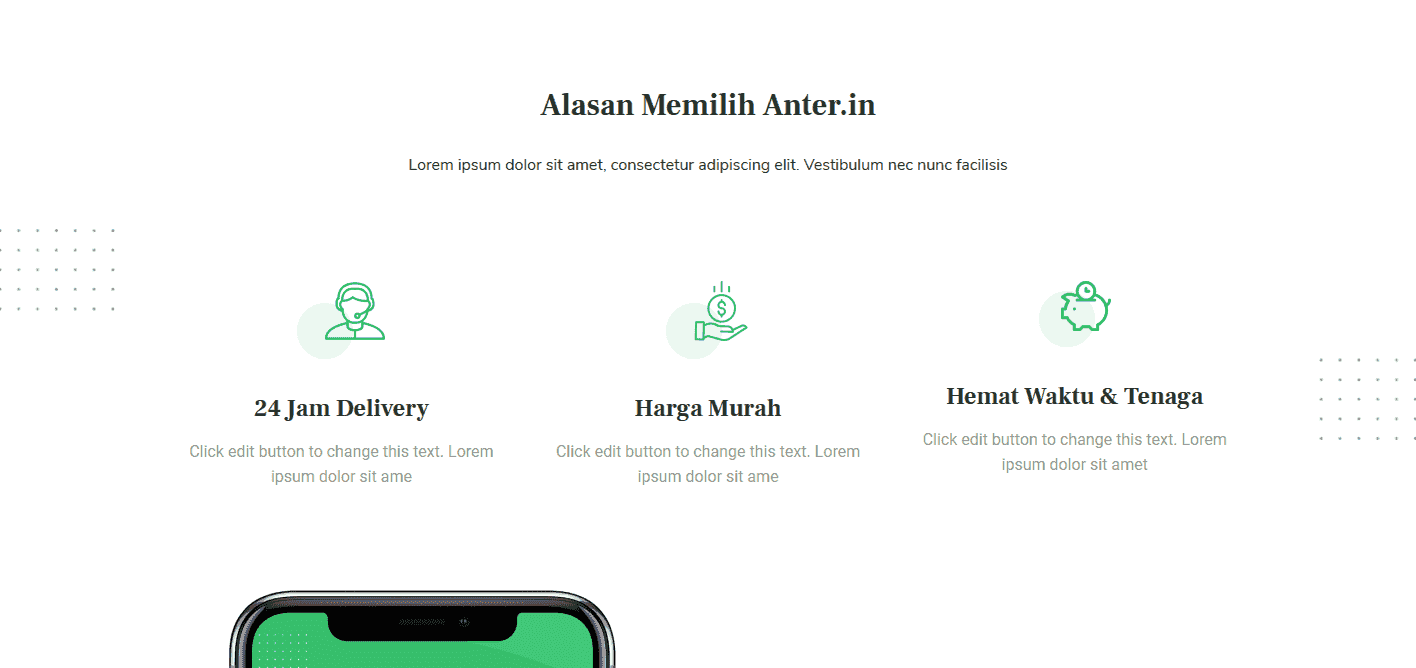 Alasan Memilih Anter.in
Lorem ipsum dolor sit amet, consectetur adipiscing elit. Vestibulum nec nunc facilisis
24 Jam Delivery
Click edit button to change this text. Lorem
ipsum dolor sit ame
Harga Murah
Click edit button to change this text. Lorem
ipsum dolor sit ame
Hemat Waktu & Tenaga
Click edit button to change this text. Lorem
ipsum dolor sit amet